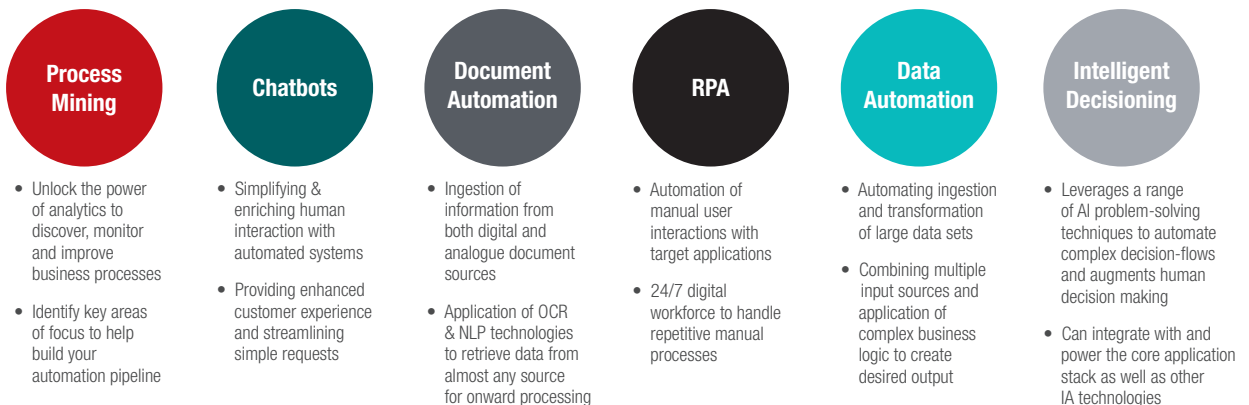 Process
Mining
• Unlock the power
of analytics to
discover, monitor
and improve
business processes
• Identify key areas
of focus to help
build your
automation pipeline
Chatbots
• Simplifying &
enriching human
interaction with
automated systems
• Providing enhanced
customer experience
and streamlining
simple requests
Document
Automation
• Ingestion of
information from
both digital and
analogue document
sources
• Application of OCR
& NLP technologies
to retrieve data from
almost any source
for onward processing
RPA
• Automation of
manual user
interactions with
target applications
• 24/7 digital
workforce to handle
repetitive manual
processes
Data
Automation
• Automating ingestion
and transformation
of large data sets
• Combining multiple
input sources and
application of
complex business
logic to create
desired output
Intelligent
Decisioning
• Leverages a range
of AI problem-solving
techniques to automate
complex decision-flows
and augments human
decision making
• Can integrate with and
power the core application
stack as well as other
IA technologies